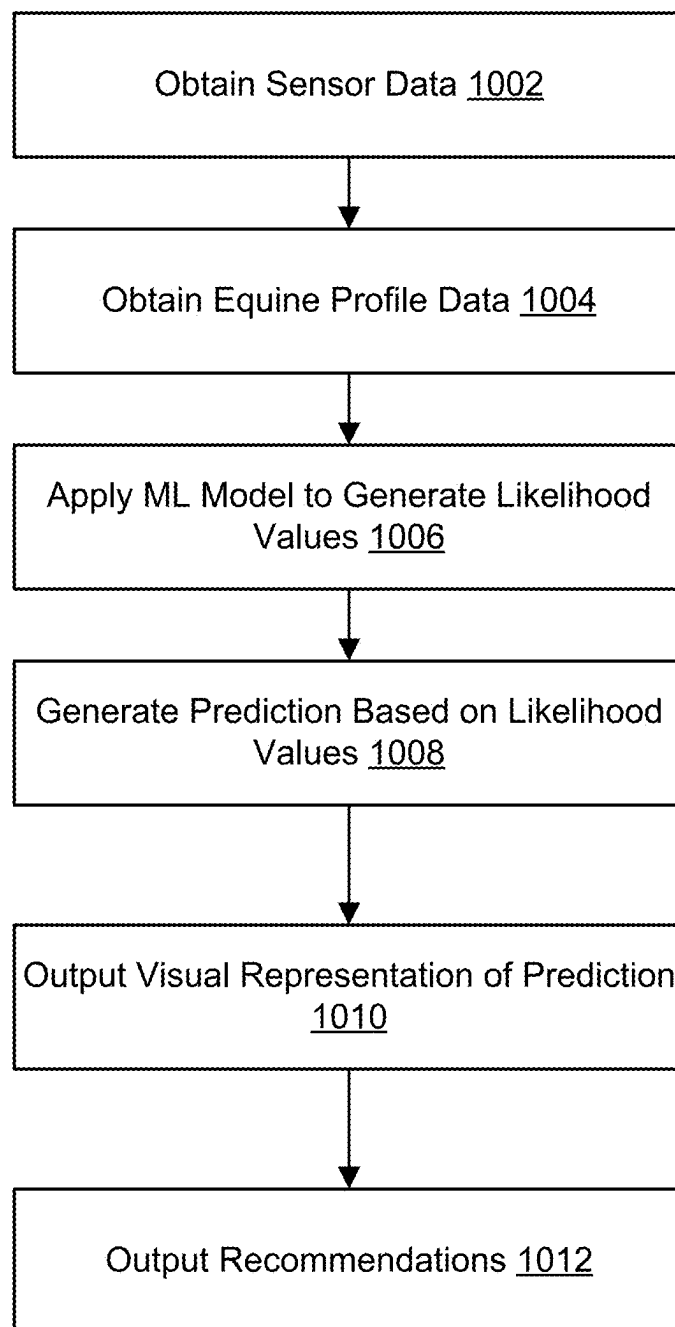 Obtain Sensor Data 1002
Obtain Equine Profile Data 1004
Apply ML Model to Generate Likelihood
Values 1006
Generate Prediction Based on Likelihood
Values 1008
Output Visual Representation of Prediction
1010
Output Recommendations 1012